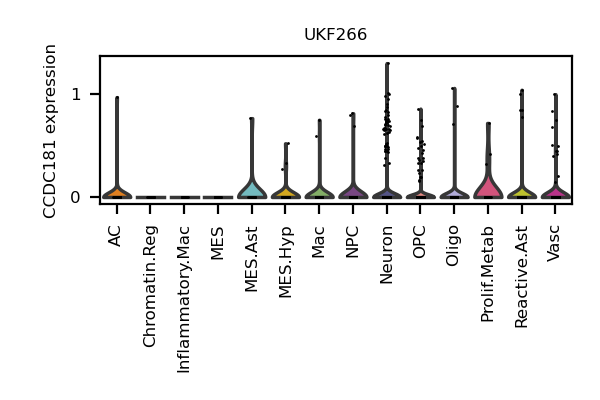 UKF266
CCDC181 expression
1
0
AC
Chromatin.Reg
Inflammatory.Mac
MES
MES.Ast
MES.Hyp
Mac
NPC
Neuron
OPC
Oligo
Prolif.Metab
Reactive.Ast
Vasc